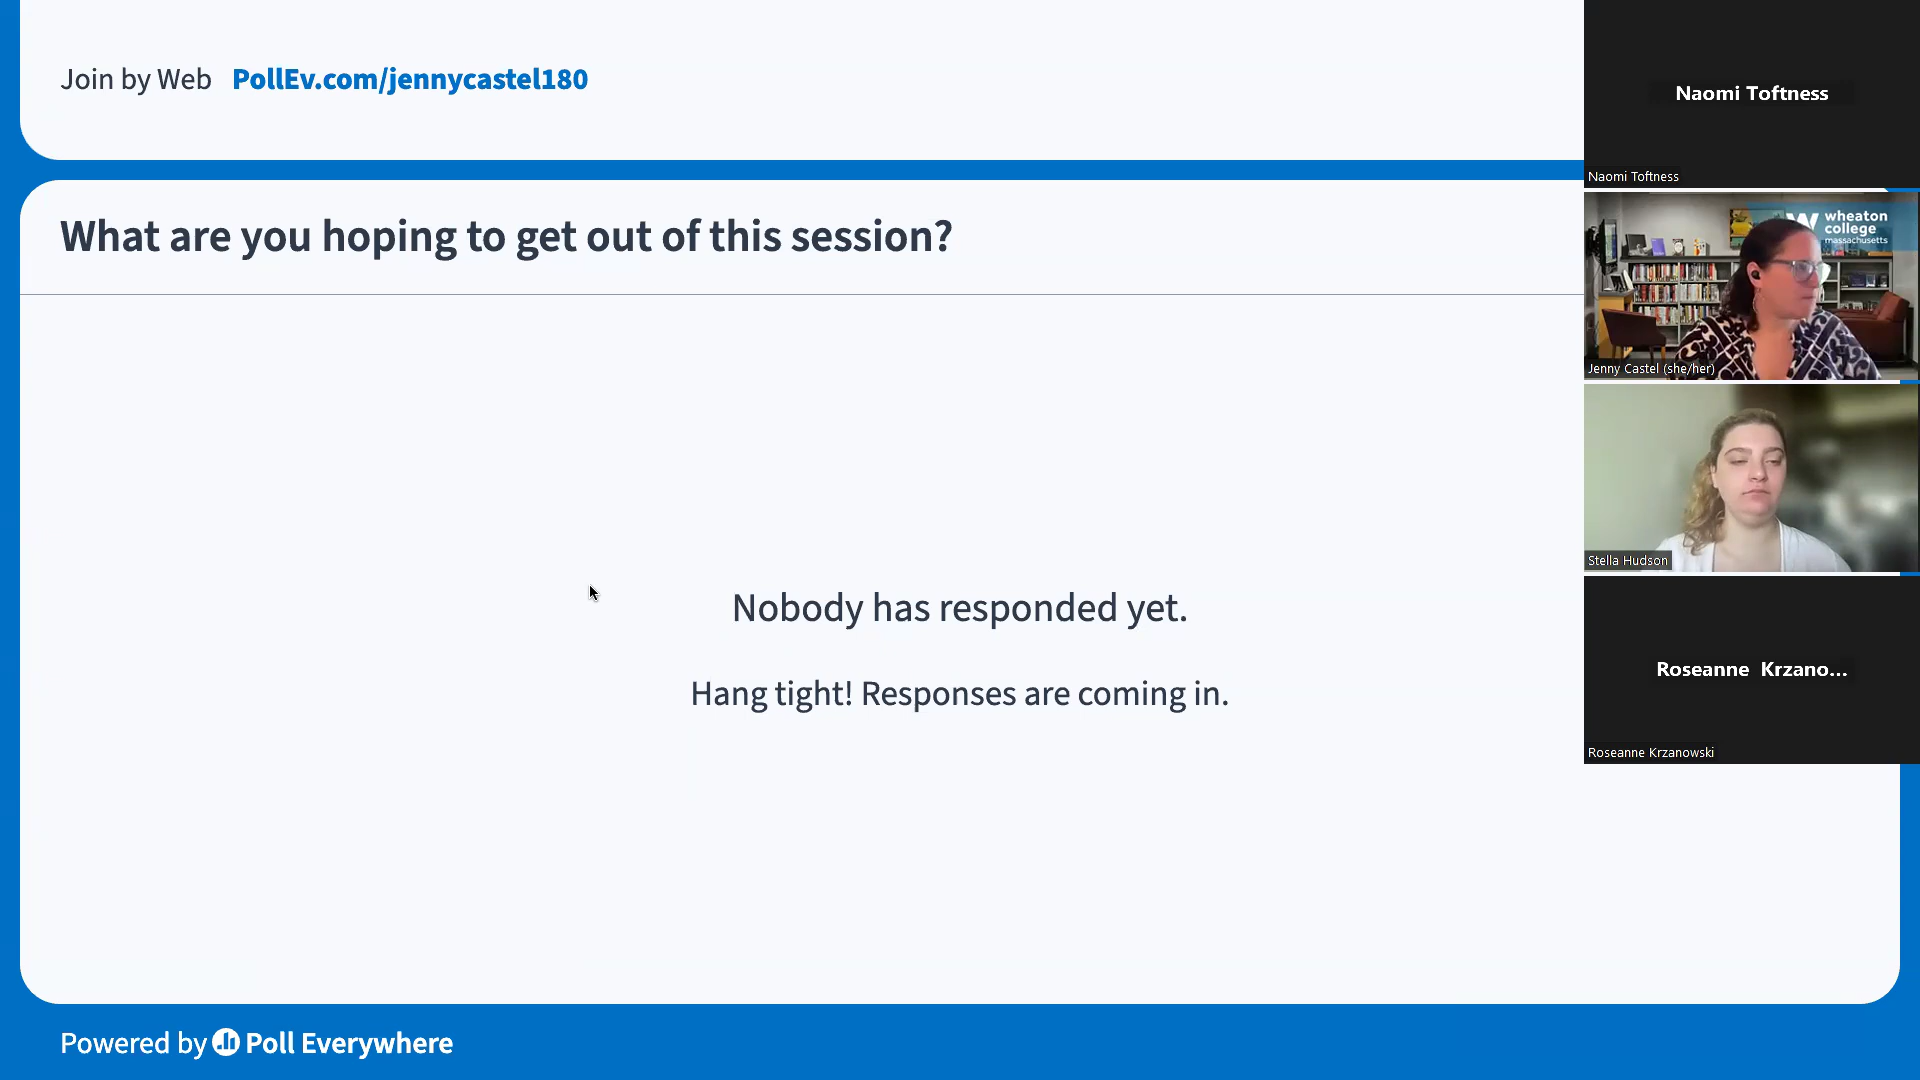 Join by Web PollEv.com/jennycastel180
What are you hoping to get out of this session?
Nobody has responded yet.
Hang tight! Responses are coming in.
Powered by Poll Everywhere
Naomi Toftness
Naomi Toftness
W wheaton
college
massachusetts
Jenny Castel (she/her)
Stella Hudson
Roseanne Krzano...
Roseanne Krzanowski